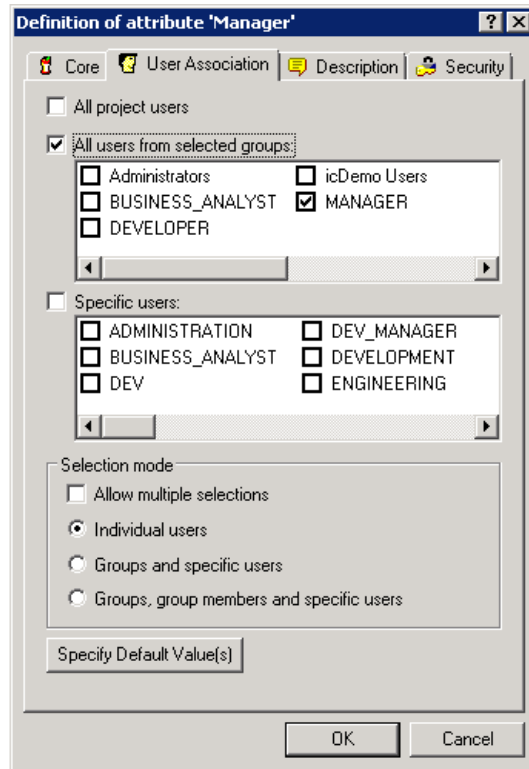 Definition of attribute 'Manager'
Core User Association Description Security
All project users
All users from selected groups:
Administrators icDemo Users
BUSINESS_ANALYST MANAGER
DEVELOPER
Specific users:
ADMINISTRATION DEV_MANAGER
BUSINESS_ANALYST DEVELOPMENT
DEV ENGINEERING
Selection mode
Allow multiple selections
Individual users
Groups and specific users
Groups, group members and specific users
Specify Default Value(s)
OK Cancel